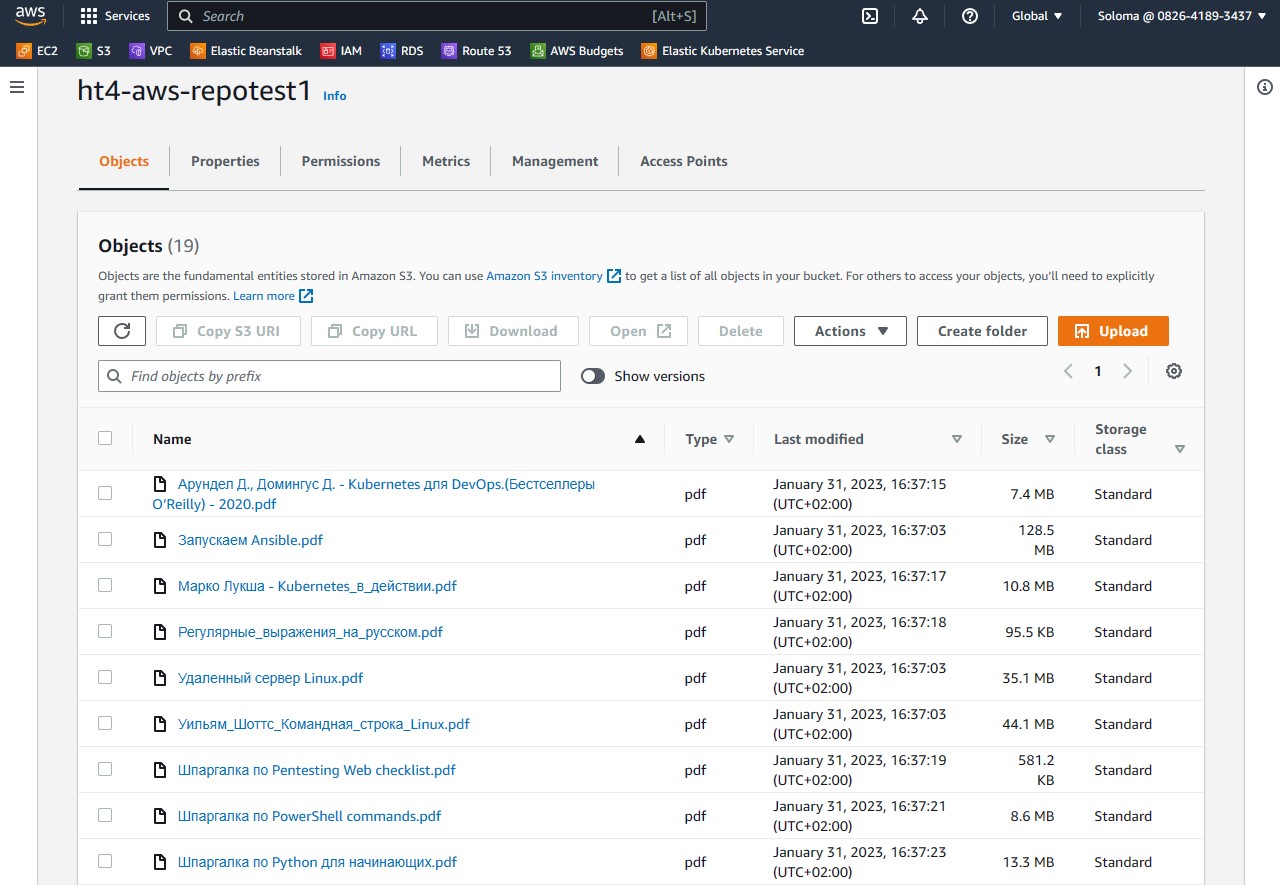 aws Services Search [Alt+S] Global Soloma @ 0826-4189-3437
EC2 S3 VPC Elastic Beanstalk IAM RDS Route 53 AWS Budgets Elastic Kubernetes Service
ht4-aws-repotest1 Info
Objects Properties Permissions Metrics Management Access Points
Objects (19)
Objects are the fundamental entities stored in Amazon S3. You can use Amazon S3 inventory to get a list of all objects in your bucket. For others to access your objects, you’ll need to explicitly
grant them permissions. Learn more
Copy S3 URI Copy URL Download Open Delete Actions Create folder Upload
Find objects by prefix Show versions 1
Name Type Last modified Size Storage class
Арундел Д., Домингус Д. - Kubernetes для DevOps.(Бестселлеры pdf January 31, 2023, 16:37:15 7.4 MB Standard
O’Reilly) - 2020.pdf (UTC+02:00)
Запускаем Ansible.pdf pdf January 31, 2023, 16:37:03 128.5 Standard
(UTC+02:00) MB
Марко Лукша - Kubernetes_в_действии.pdf pdf January 31, 2023, 16:37:17 10.8 MB Standard
(UTC+02:00)
Регулярные_выражения_на_русском.pdf pdf January 31, 2023, 16:37:18 95.5 KB Standard
(UTC+02:00)
Удаленный сервер Linux.pdf pdf January 31, 2023, 16:37:03 35.1 MB Standard
(UTC+02:00)
Уильям_Шоттс_Командная_строка_Linux.pdf pdf January 31, 2023, 16:37:03 44.1 MB Standard
(UTC+02:00)
Шпаргалка по Pentesting Web checklist.pdf pdf January 31, 2023, 16:37:19 581.2 Standard
(UTC+02:00) KB
Шпаргалка по PowerShell commands.pdf pdf January 31, 2023, 16:37:21 8.6 MB Standard
(UTC+02:00)
Шпаргалка по Python для начинающих.pdf pdf January 31, 2023, 16:37:23 13.3 MB Standard
(UTC+02:00)